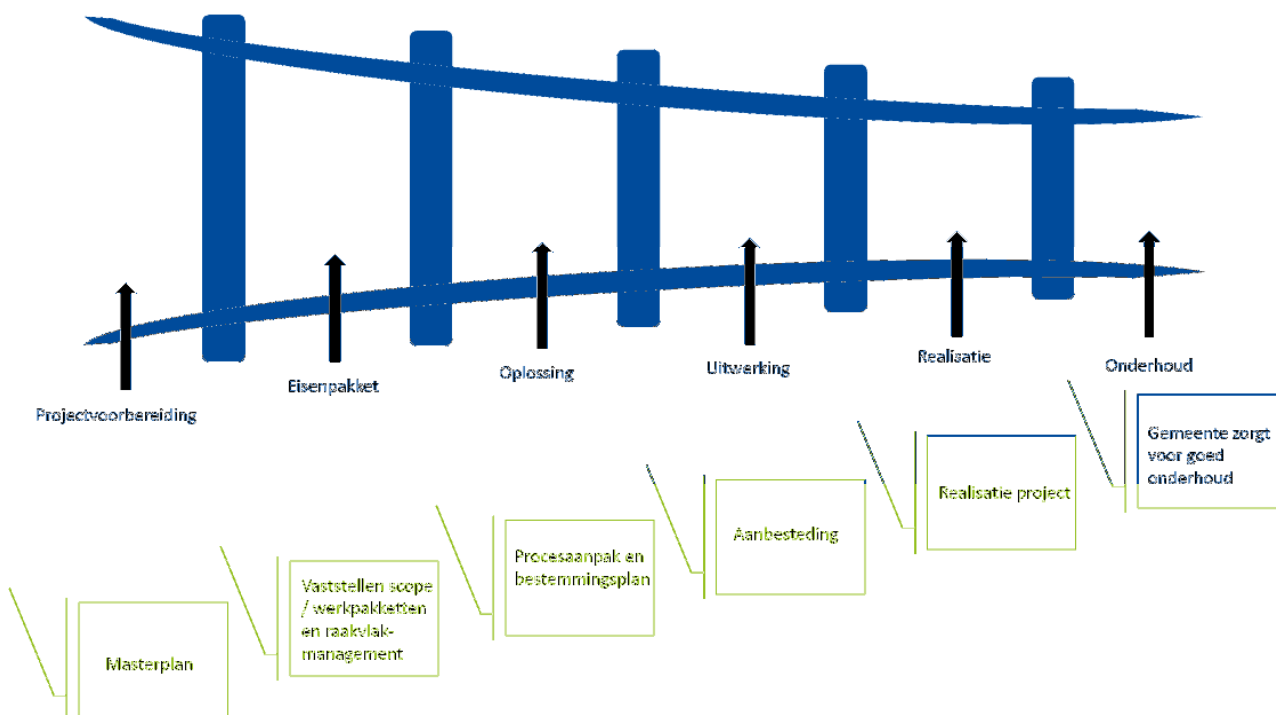 Projectvoorbereiding
Eisenpakket
Oplossing
Uitwerking
Realisatie
Onderhoud
Masterplan
Vaststellen scope
/ werkpakketten
en raakvlak-
management
Procesaanpak en
bestemmingsplan
Aanbesteding
Realisatie project
Gemeente zorgt
voor goed
onderhoud